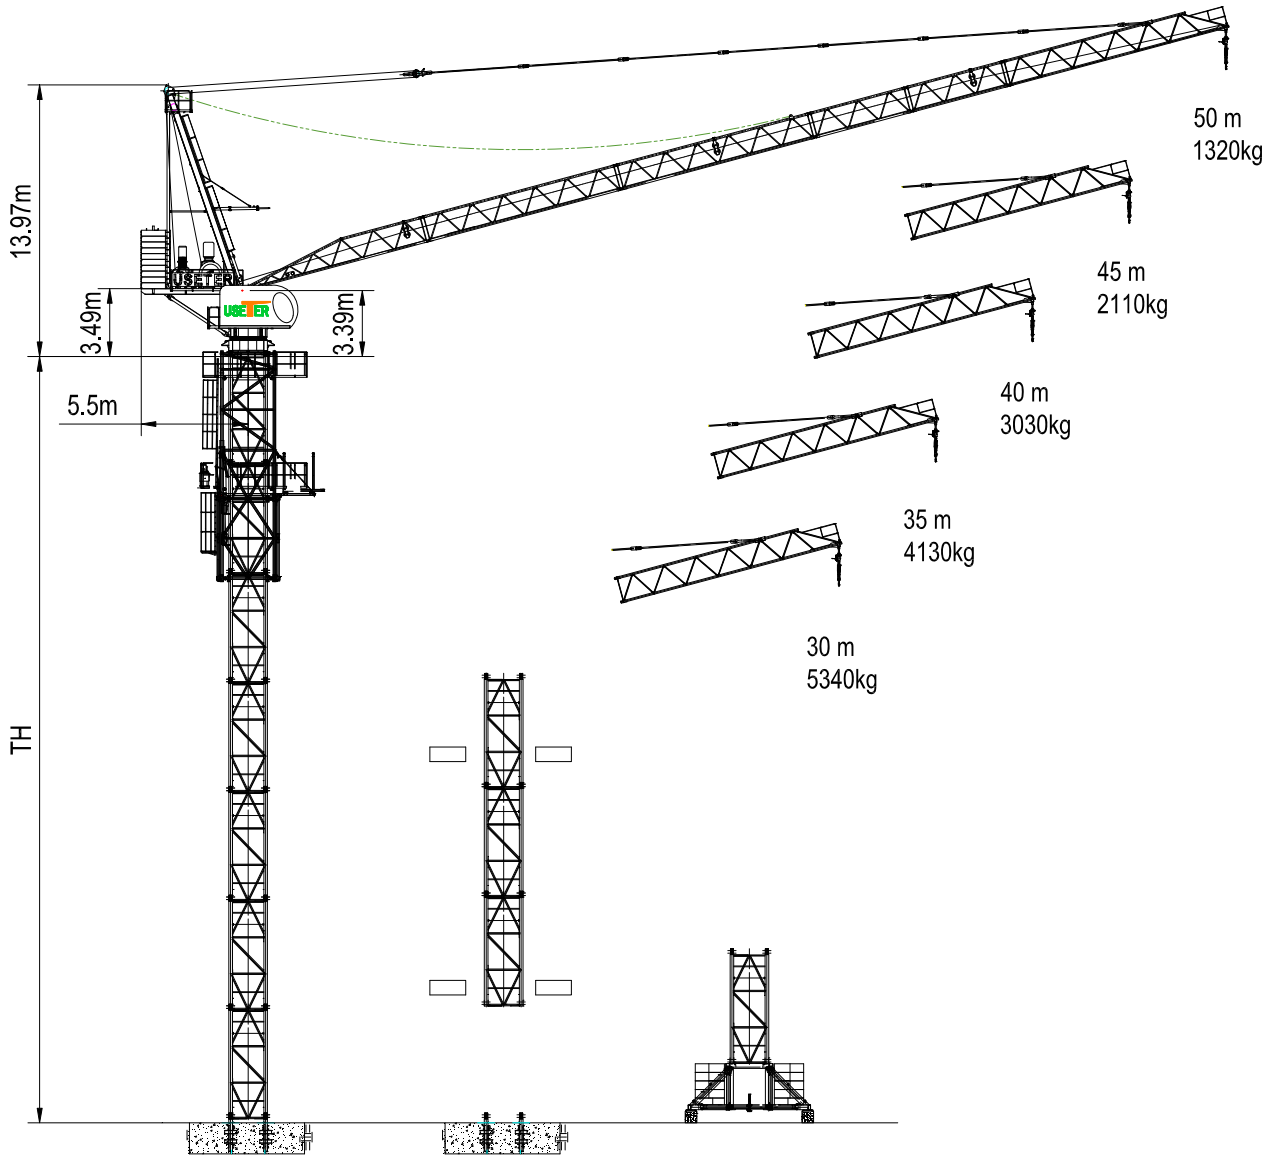 50 m
1320kg
13.97m
45 m
2110kg
USETER
USETER
3.49m
3.39m
40 m
3030kg
5.5m
35 m
4130kg
30 m
5340kg
TH